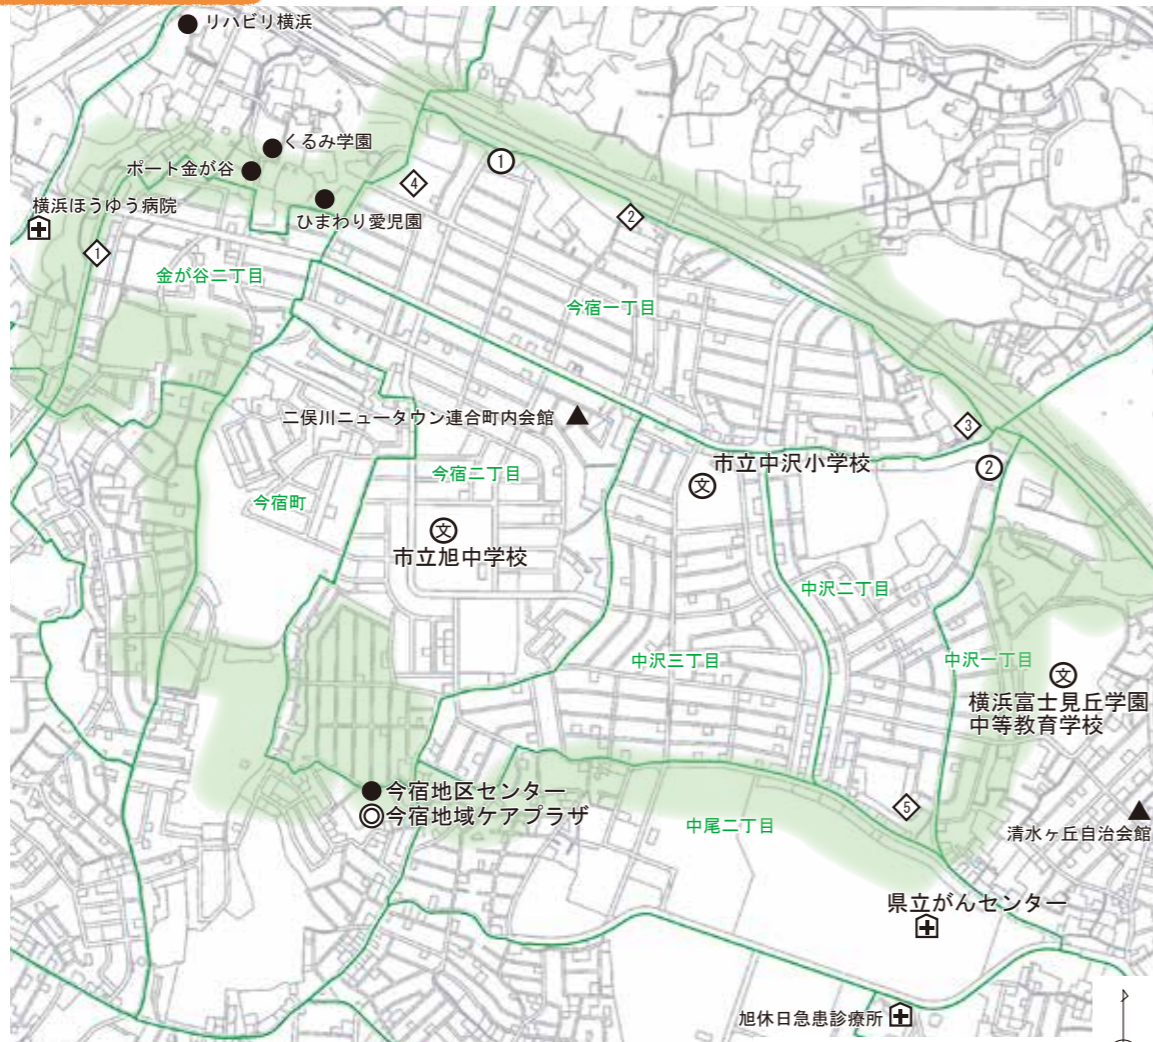 リハビリ横浜
くるみ学園
ポート金が谷
①
④
横浜ほうゆう病院
ひまわり愛児園
2
1
金が谷二丁目
今宿一丁目
二俣川ニュータウン連合町内会館
3
市立中沢小学校
文
②
今宿二丁目
今宿町
文
市立旭中学校
中沢二丁目
中沢三丁目
中沢一丁目
文
横浜富士見丘学園
中等教育学校
今宿地区センター
今宿地域ケアプラザ
5
中尾二丁目
清水ヶ丘自治会館
県立がんセンター
旭休日急患診療所